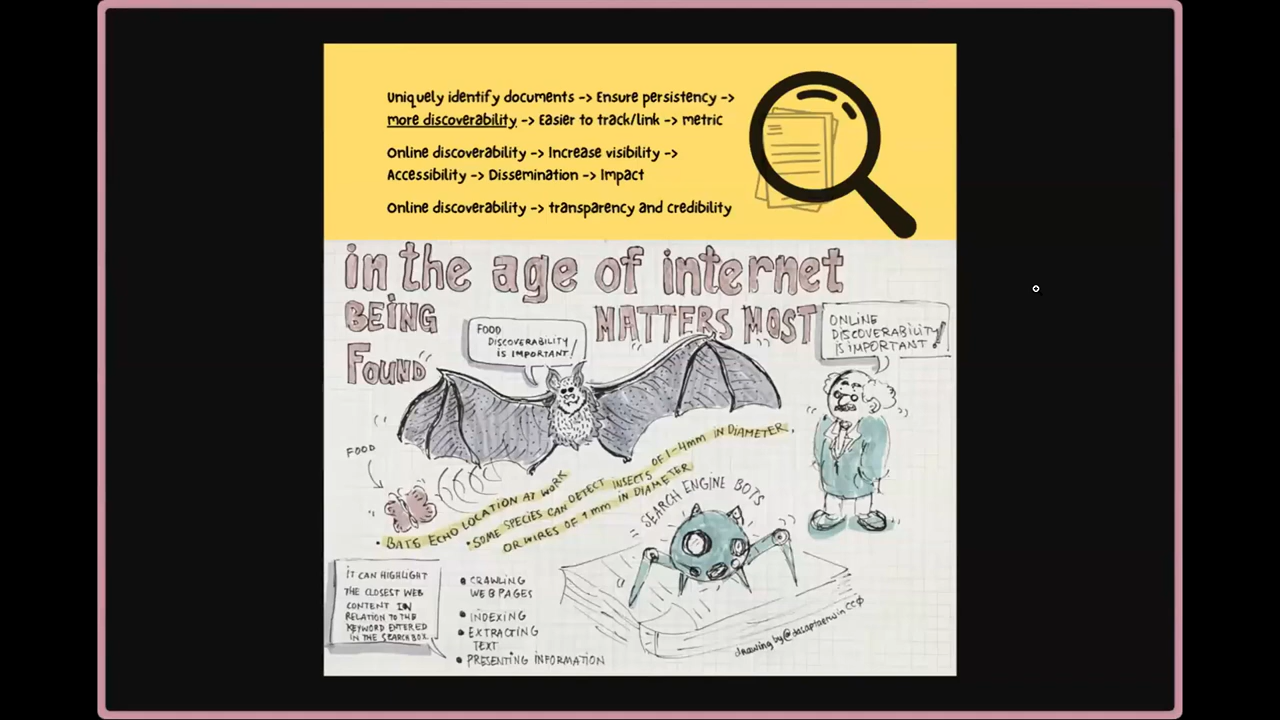 Uniquely identify documents -> Ensure persistency ->
more discoverability -> Easier to track/link -> metric
Online discoverability -> Increase visibility ->
Accessibility -> Dissemination -> Impact
Online discoverability -> transparency and credibility
in the age of internet
BEING MATTERS MOST
FOUND
FOOD
DISCOVERABILITY
IS IMPORTANT!
ONLINE
DISCOVERABILITY
IS IMPORTANT!
FOOD
• BATS ECHO LOCATION AT WORK
• SOME SPECIES CAN DETECT INSECTS OF 1-4mm IN DIAMETER,
OR WIRES OF 1mm IN DIAMETER
SEARCH ENGINE BOTS
IT CAN HIGHLIGHT
THE CLOSEST WEB
CONTENT IN
RELATION TO THE
KEYWORD ENTERED
IN THE SEARCH BOX.
• CRAWLING
WEB PAGES
• INDEXING
• EXTRACTING
TEXT
• PRESENTING INFORMATION
drawing by @dasaptaerwin CC0